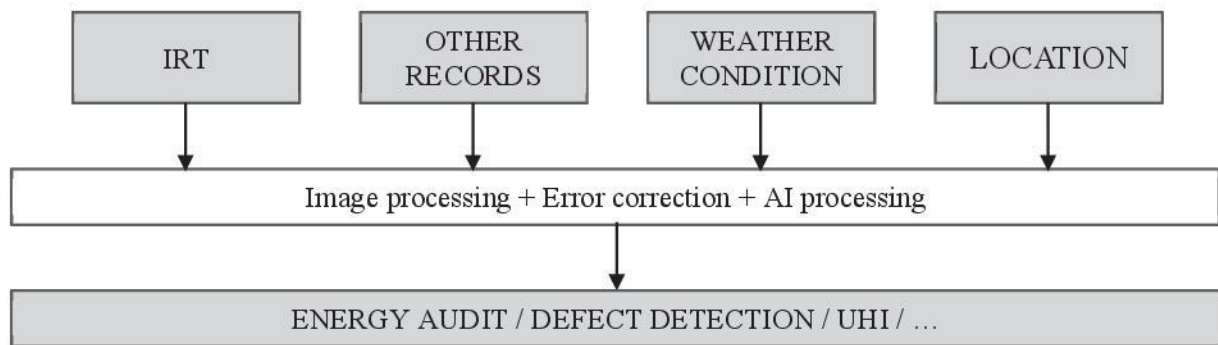 IRT
OTHER
RECORDS
WEATHER
CONDITION
LOCATION
Image processing + Error correction + AI processing
ENERGY AUDIT / DEFECT DETECTION / UHI / …